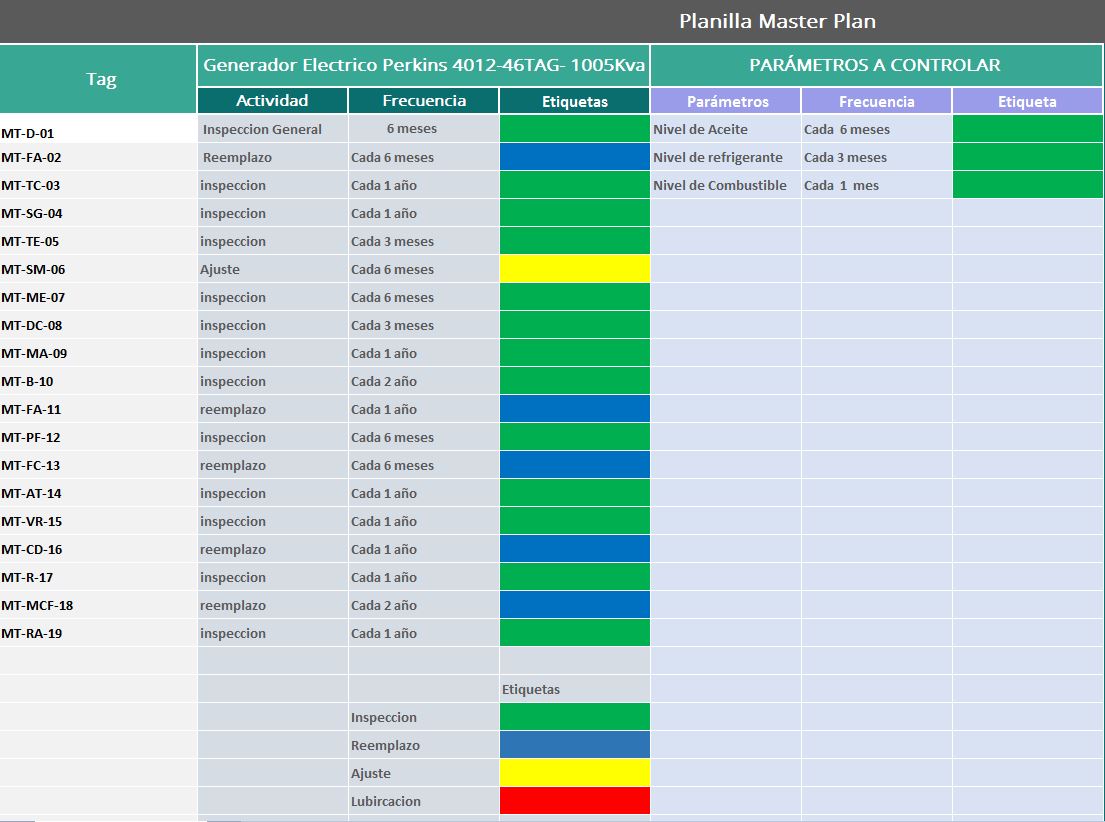 Planilla Master Plan
Tag
Generador Electrico Perkins 4012-46TAG- 1005Kva
PARÁMETROS A CONTROLAR
Actividad Frecuencia Etiquetas Parámetros Frecuencia Etiqueta
MT-D-01 Inspeccion General 6 meses Nivel de Aceite Cada 6 meses
MT-FA-02 Reemplazo Cada 6 meses Nivel de refrigerante Cada 3 meses
MT-TC-03 inspeccion Cada 1 año Nivel de Combustible Cada 1 mes
MT-SG-04 inspeccion Cada 1 año
MT-TE-05 inspeccion Cada 3 meses
MT-SM-06 Ajuste Cada 6 meses
MT-ME-07 inspeccion Cada 6 meses
MT-DC-08 inspeccion Cada 3 meses
MT-MA-09 inspeccion Cada 1 año
MT-B-10 inspeccion Cada 2 año
MT-FA-11 reemplazo Cada 1 año
MT-PF-12 inspeccion Cada 6 meses
MT-FC-13 reemplazo Cada 6 meses
MT-AT-14 inspeccion Cada 1 año
MT-VR-15 inspeccion Cada 1 año
MT-CD-16 reemplazo Cada 1 año
MT-R-17 inspeccion Cada 1 año
MT-MCF-18 reemplazo Cada 2 año
MT-RA-19 inspeccion Cada 1 año
Etiquetas
Inspeccion
Reemplazo
Ajuste
Lubircacion